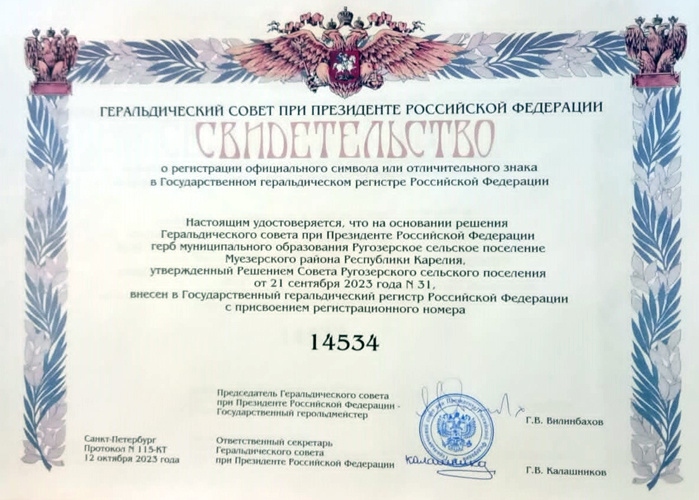 ГЕРАЛЬДИЧЕСКИЙ СОВЕТ ПРИ ПРЕЗИДЕНТЕ РОССИЙСКОЙ ФЕДЕРАЦИИ
СВИДЕТЕЛЬСТВО
о регистрации официального символа или отличительного знака
в Государственном геральдическом регистре Российской Федерации
Настоящим удостоверяется, что на основании решения
Геральдического совета при Президенте Российской Федерации
герб муниципального образования Ругозерское сельское поселение
Муезерского района Республики Карелия,
утвержденный Решением Совета Ругозерского сельского поселения
от 21 сентября 2023 года N 31,
внесен в Государственный геральдический регистр Российской Федерации
с присвоением регистрационного номера
14534
Председатель Геральдического совета
при Президенте Российской Федерации -
Государственный герольдмейстер
Г.В. Вилинбахов
Санкт-Петербург
Протокол N 115-КТ
12 октября 2023 года
Ответственный секретарь
Геральдического совета
при Президенте Российской Федерации
Г.В. Калашников